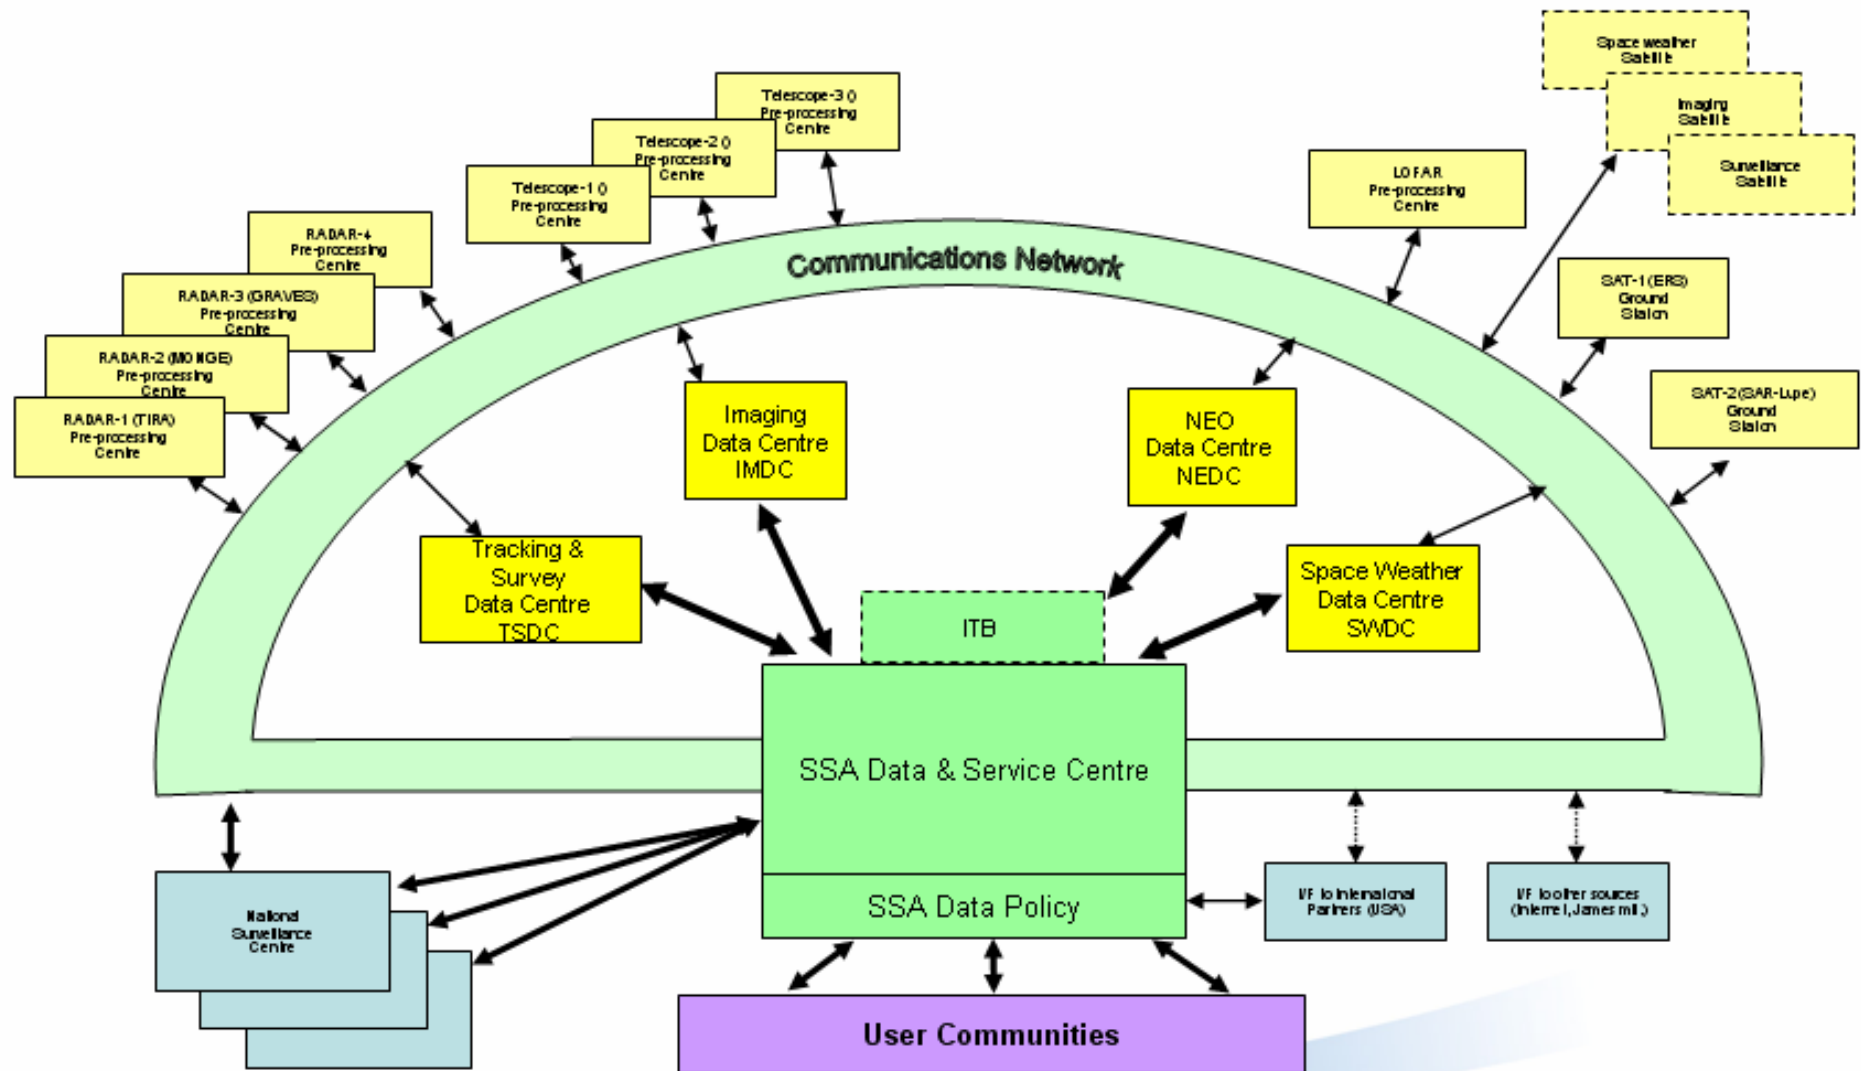 Space weather
Satellite
Imaging
Satellite
Surveillance
Satellite
Telescope-3 ()
Pre-processing
Centre
Telescope-2 ()
Pre-processing
Centre
Telescope-1 ()
Pre-processing
Centre
LOFAR
Pre-processing
Centre
RADAR-4
Pre-processing
Centre
RADAR-3 (GRAVES)
Pre-processing
Centre
RADAR-2 (MONGE)
Pre-processing
Centre
RADAR-1 (TIRA)
Pre-processing
Centre
Communications Network
SAT-1 (ERS)
Ground
Station
SAT-2 (SAR-Lupe)
Ground
Station
Imaging
Data Centre
IMDC
NEO
Data Centre
NEDC
Tracking &
Survey
Data Centre
TSDC
Space Weather
Data Centre
SWDC
ITB
SSA Data & Service Centre
SSA Data Policy
National
Surveillance
Centre
I/F to International
Partners (USA)
I/F to other sources
(Internet, James mil.)
User Communities